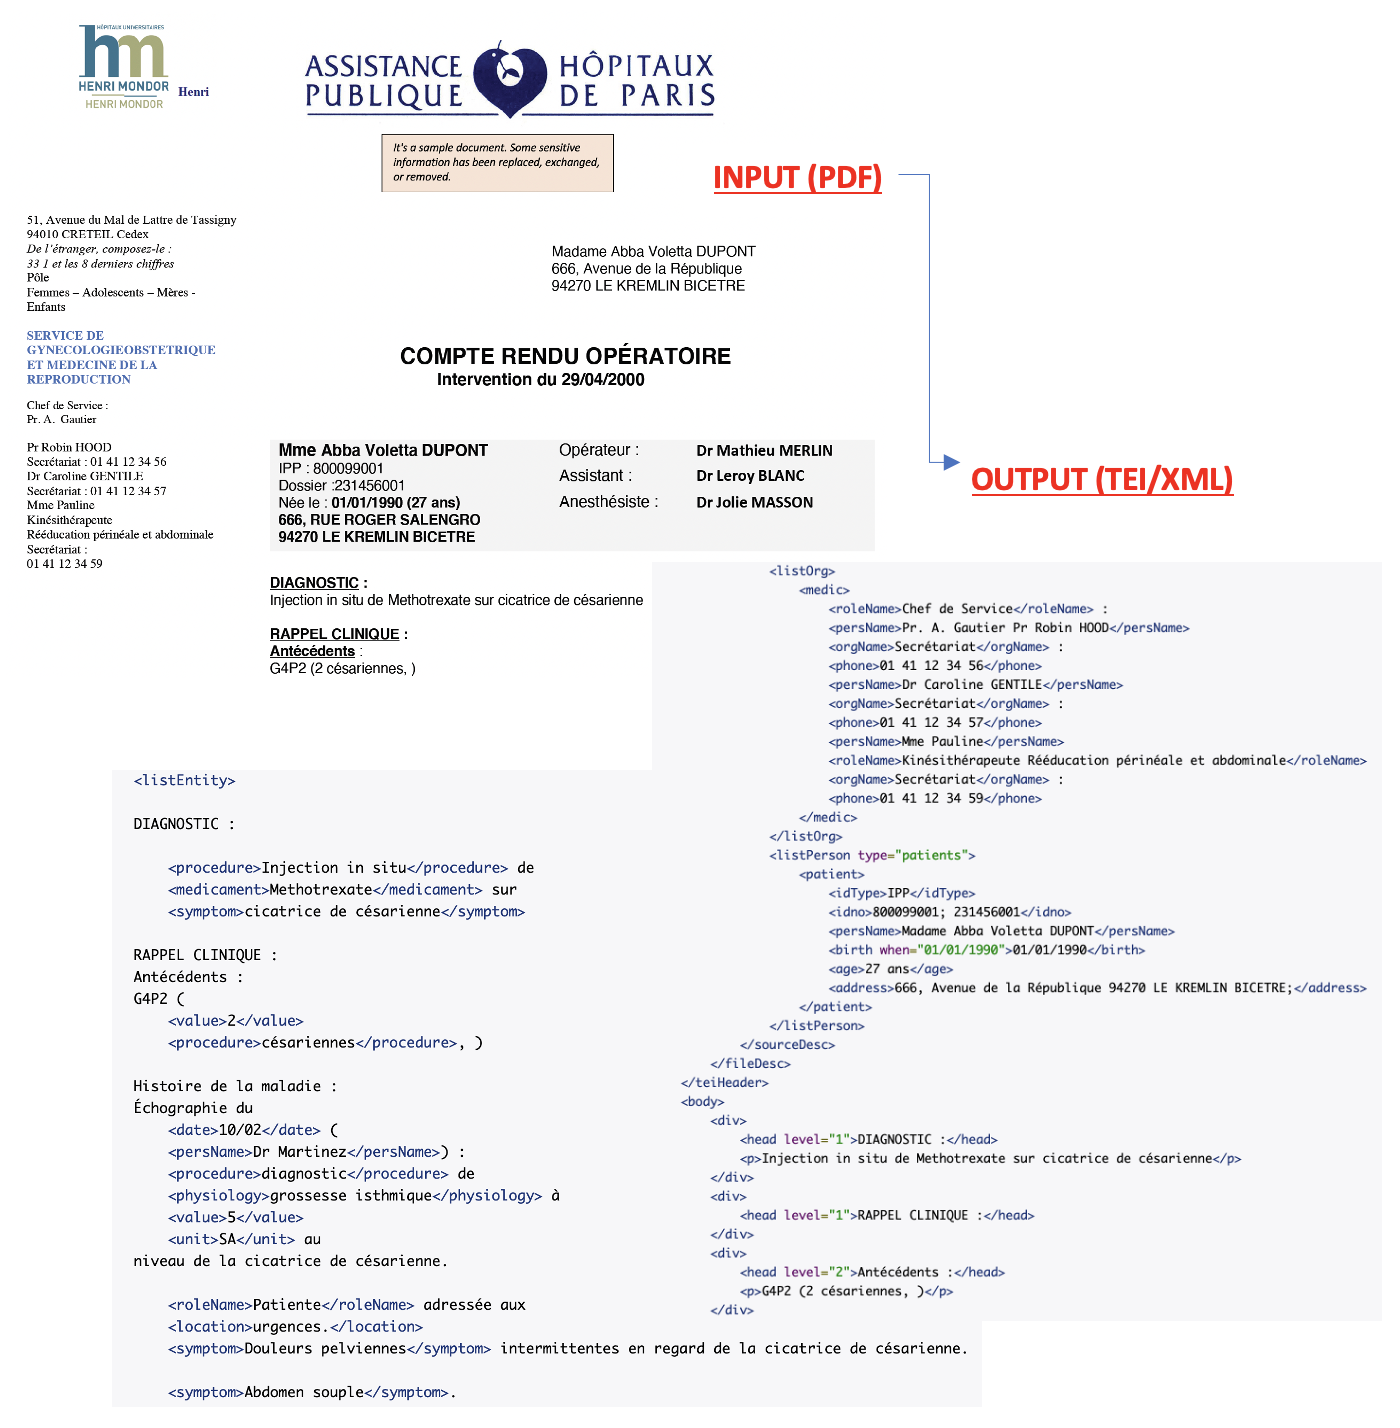 HÔPITAUX UNIVERSITAIRES
hm
HENRI MONDOR
HENRI MONDOR
Henri
ASSISTANCE HÔPITAUX
PUBLIQUE DE PARIS
It's a sample document. Some sensitive
information has been replaced, exchanged,
or removed.
INPUT (PDF)
51, Avenue du Mal de Lattre de Tassigny
94010 CRETEIL Cedex
De l'étranger, composez-le :
33 1 et les 8 derniers chiffres
Pôle
Femmes – Adolescents – Mères -
Enfants
SERVICE DE
GYNECOLOGIEOBSTETRIQUE
ET MEDECINE DE LA
REPRODUCTION
Chef de Service :
Pr. A. Gautier
Pr Robin HOOD
Secrétariat : 01 41 12 34 56
Dr Caroline GENTILE
Secrétariat : 01 41 12 34 57
Mme Pauline
Kinésithérapeute
Rééducation périnéale et abdominale
Secrétariat :
01 41 12 34 59
Madame Abba Voletta DUPONT
666, Avenue de la République
94270 LE KREMLIN BICETRE
COMPTE RENDU OPÉRATOIRE
Intervention du 29/04/2000
Mme Abba Voletta DUPONT
IPP : 800099001
Dossier :231456001
Née le : 01/01/1990 (27 ans)
666, RUE ROGER SALENGRO
94270 LE KREMLIN BICETRE
Opérateur : Dr Mathieu MERLIN
Assistant : Dr Leroy BLANC
Anesthésiste : Dr Jolie MASSON
DIAGNOSTIC :
Injection in situ de Methotrexate sur cicatrice de césarienne
RAPPEL CLINIQUE :
Antécédents :
G4P2 (2 césariennes, )
OUTPUT (TEI/XML)
<listOrg>
<medic>
<roleName>Chef de Service</roleName> :
<persName>Pr. A. Gautier Pr Robin HOOD</persName>
<orgName>Secrétariat</orgName> :
<phone>01 41 12 34 56</phone>
<persName>Dr Caroline GENTILE</persName>
<orgName>Secrétariat</orgName> :
<phone>01 41 12 34 57</phone>
<persName>Mme Pauline</persName>
<roleName>Kinésithérapeute Rééducation périnéale et abdominale</roleName>
<orgName>Secrétariat</orgName> :
<phone>01 41 12 34 59</phone>
</medic>
</listOrg>
<listPerson type="patients">
<patient>
<idType>IPP</idType>
<idno>800099001; 231456001</idno>
<persName>Madame Abba Voletta DUPONT</persName>
<birth when="01/01/1990">01/01/1990</birth>
<age>27 ans</age>
<address>666, Avenue de la République 94270 LE KREMLIN BICETRE;</address>
</patient>
</listPerson>
</sourceDesc>
</fileDesc>
</teiHeader>
<body>
<div>
<head level="1">DIAGNOSTIC :</head>
<p>Injection in situ de Methotrexate sur cicatrice de césarienne</p>
</div>
<div>
<head level="1">RAPPEL CLINIQUE :</head>
</div>
<div>
<head level="2">Antécédents :</head>
<p>G4P2 (2 césariennes, )</p>
</div>
<listEntity>
DIAGNOSTIC :
<procedure>Injection in situ</procedure> de
<medicament>Methotrexate</medicament> sur
<symptom>cicatrice de césarienne</symptom>
RAPPEL CLINIQUE :
Antécédents :
G4P2 (
<value>2</value>
<procedure>césariennes</procedure>, )
Histoire de la maladie :
Échographie du
<date>10/02</date> (
<persName>Dr Martinez</persName>) :
<procedure>diagnostic</procedure> de
<physiology>grossesse isthmique</physiology> à
<value>5</value>
<unit>SA</unit> au
niveau de la cicatrice de césarienne.
<roleName>Patiente</roleName> adressée aux
<location>urgences.</location>
<symptom>Douleurs pelviennes</symptom> intermittentes en regard de la cicatrice de césarienne.
<symptom>Abdomen souple</symptom>.